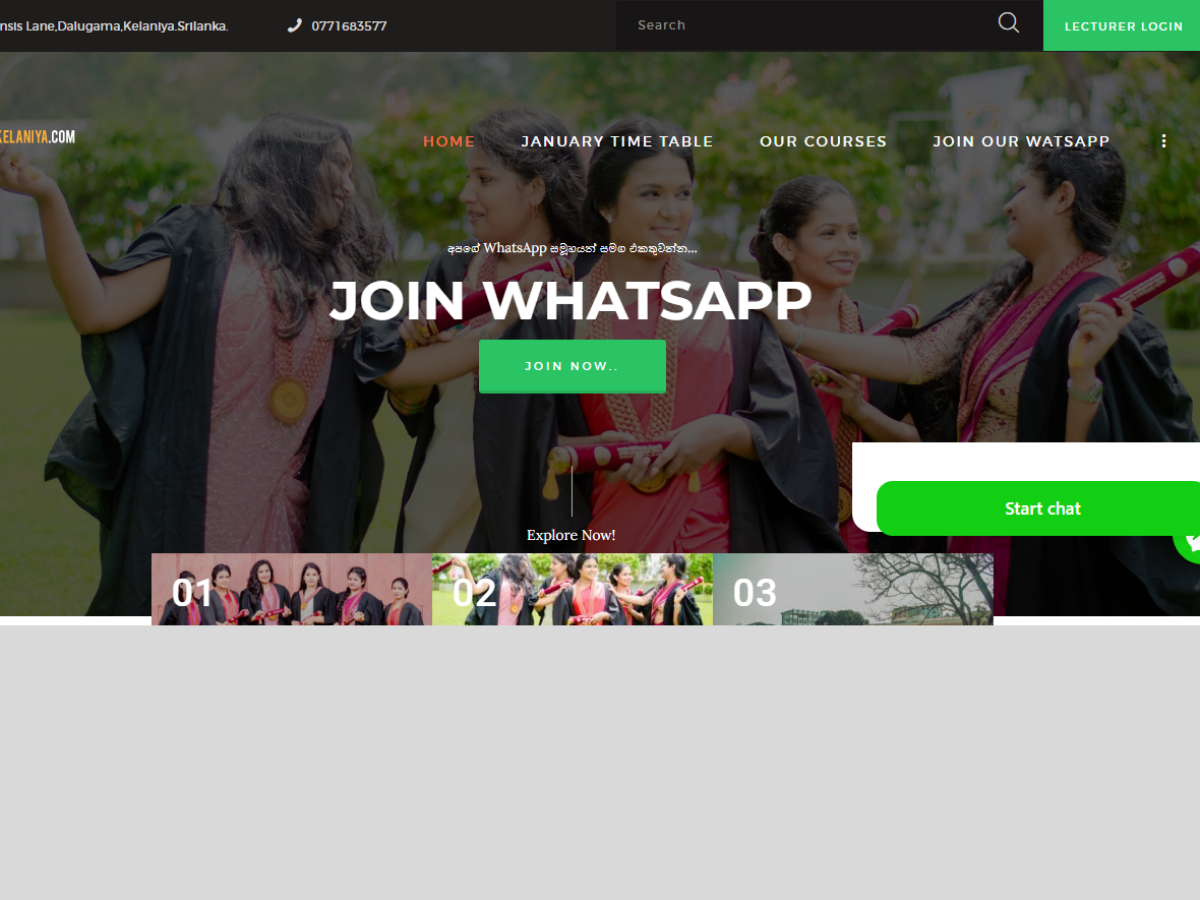 nsis Lane,Dalugama,Kelaniya.Srilanka.
0771683577
Search
LECTURER LOGIN
KELANIYA.COM
HOME
JANUARY TIME TABLE
OUR COURSES
JOIN OUR WATSAPP
අපගේ WhatsApp සමූහයන් සමඟ එකතුවන්න...
JOIN WHATSAPP
JOIN NOW..
Start chat
Explore Now!
01
02
03